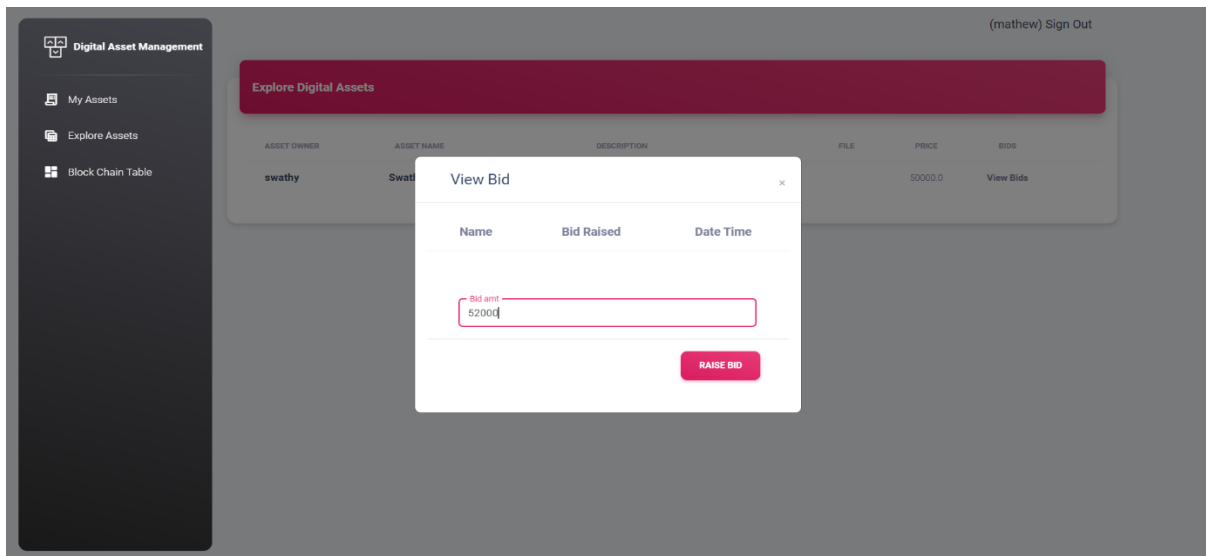 (mathew) Sign Out
Digital Asset Management
My Assets
Explore Assets
Block Chain Table
Explore Digital Assets
ASSET OWNER ASSET NAME DESCRIPTION FILE PRICE BIDS
swathy 50000.0 View Bids
View Bid ×
Name Bid Raised Date Time
Bid amt
52000
RAISE BID